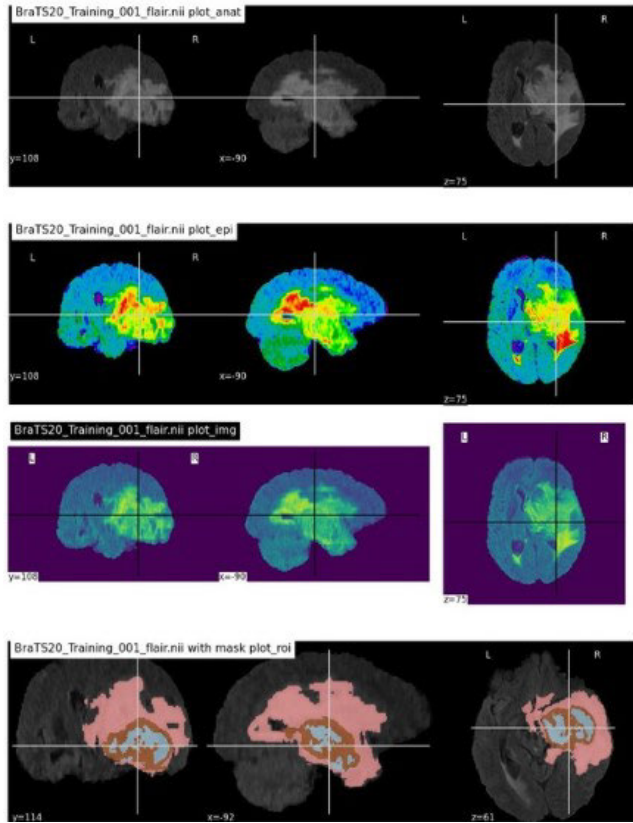 BraTS20_Training_001_flair.nii plot_anat
L R
y=108 x=-90 z=75
BraTS20_Training_001_flair.nii plot_epi
L R L R
y=108 x=-90 z=75
BraTS20_Training_001_flair.nii plot_img
L R L R
y=108 x=-90 z=75
BraTS20_Training_001_flair.nii with mask plot_roi
L R
y=114 x=-92 z=61